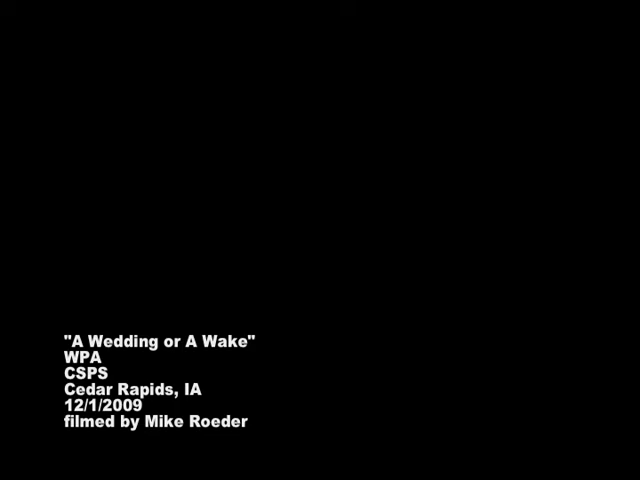 "A Wedding or A Wake"
WPA
CSPS
Cedar Rapids, IA
12/1/2009
filmed by Mike Roeder